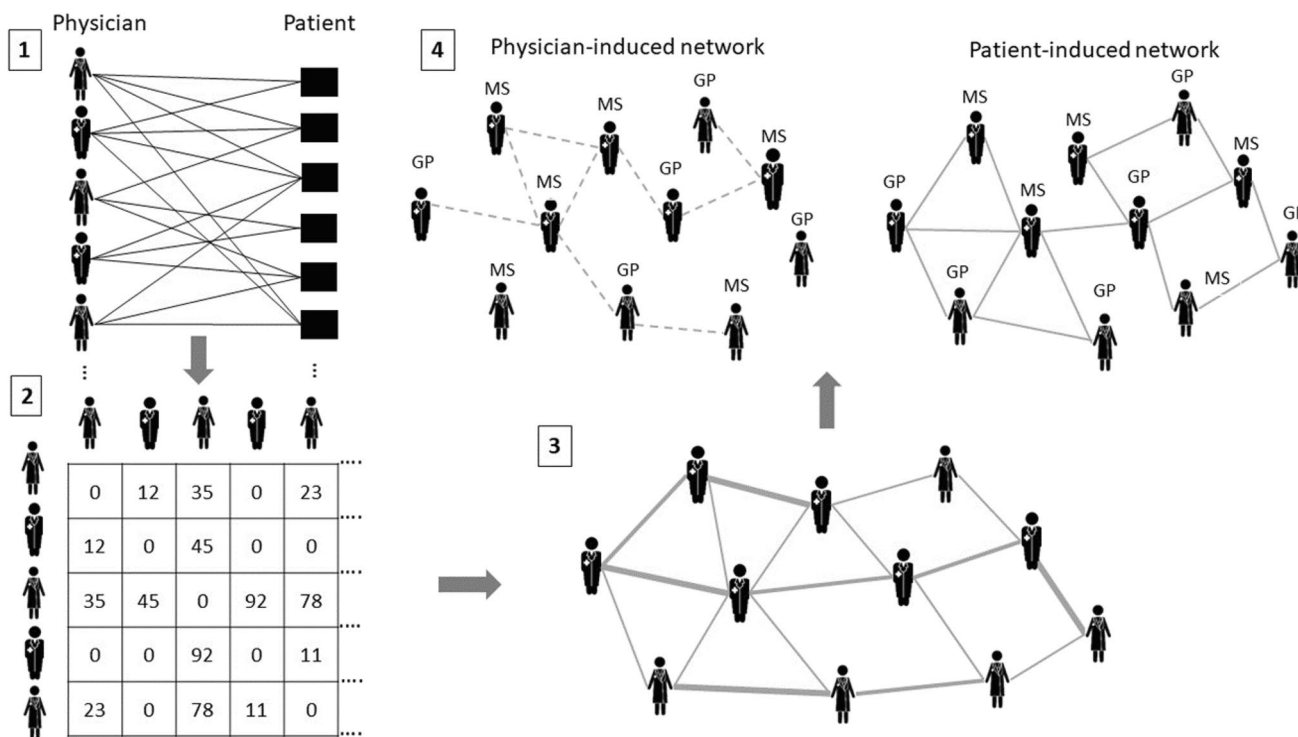 Physician Patient
1
2
0 12 35 0 23 ....
12 0 45 0 0 ....
35 45 0 92 78 ....
0 0 92 0 11 ....
23 0 78 11 0 ....
3
4
Physician-induced network
MS
MS
GP
MS
GP
MS
GP
GP
MS
GP
MS
Patient-induced network
GP
MS
MS
MS
GP
MS
GP
GP
MS
GP
GP